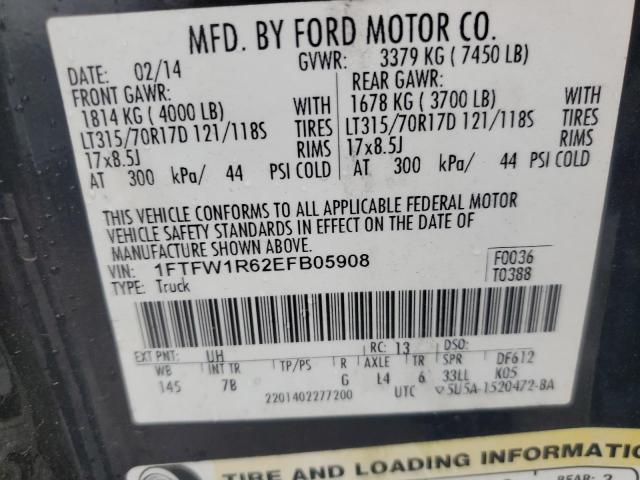 MFD. BY FORD MOTOR CO.
DATE: 02/14 GVWR: 3379 KG ( 7450 LB)
FRONT GAWR: REAR GAWR:
1814 KG ( 4000 LB) WITH 1678 KG ( 3700 LB) WITH
LT315/70R17D 121/118S TIRES LT315/70R17D 121/118S TIRES
17x8.5J RIMS 17x8.5J RIMS
AT 300 kPa/ 44 PSI COLD AT 300 kPa/ 44 PSI COLD
THIS VEHICLE CONFORMS TO ALL APPLICABLE FEDERAL MOTOR
VEHICLE SAFETY STANDARDS IN EFFECT ON THE DATE OF
MANUFACTURE SHOWN ABOVE.
VIN: 1FTFW1R62EFB05908 F0036
TYPE: Truck T0388
EXT PNT: UH RC: 13 DSO:
WB INT TR TP/PS R AXLE TR SPR DF612
145 7B G L4 6 33LL K05
2201402277200 UTC 5U5A-1520472-BA
TIRE AND LOADING INFORMATIO
REAR: 3